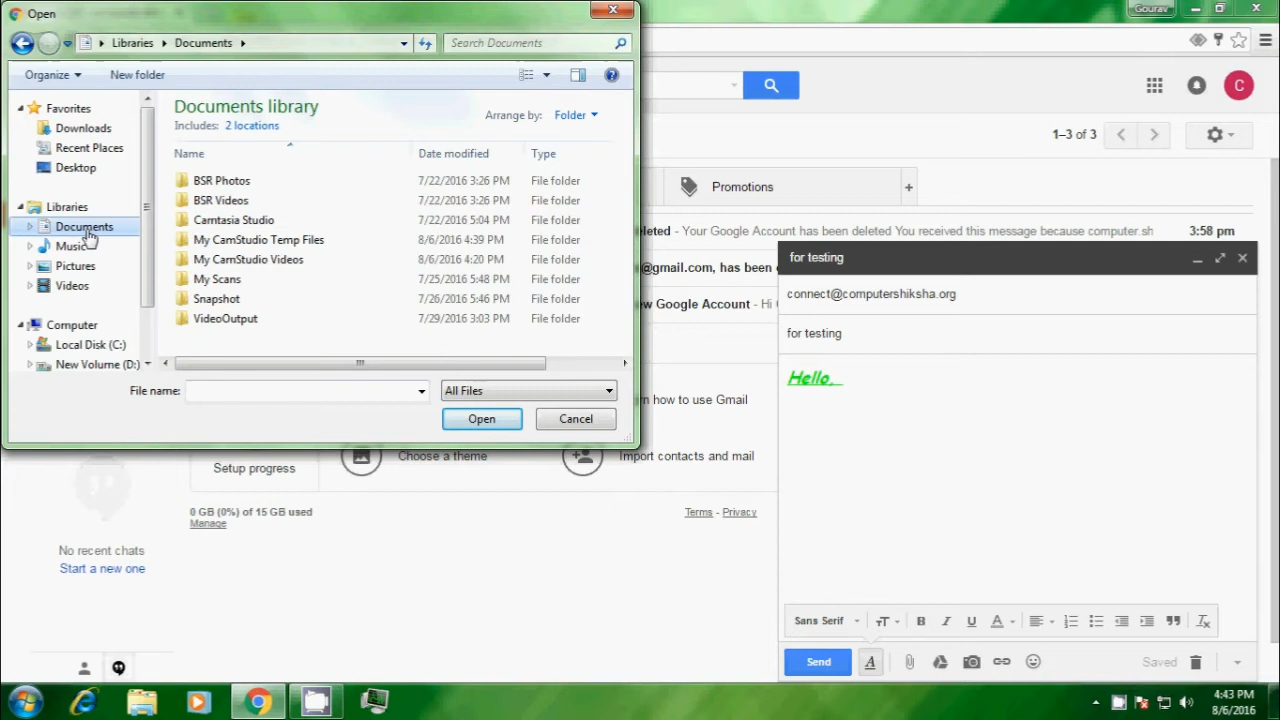 Open
Gourav
Libraries Documents
Search Documents
Organize
New folder
Favorites
Downloads
Recent Places
Desktop
Libraries
Documents
Music
Pictures
Videos
Computer
Local Disk (C:)
New Volume (D:)
Documents library
Includes: 2 locations
Arrange by: Folder
Name Date modified Type
BSR Photos 7/22/2016 3:26 PM File folder
BSR Videos 7/22/2016 3:26 PM File folder
Camtasia Studio 7/22/2016 5:04 PM File folder
My CamStudio Temp Files 8/6/2016 4:39 PM File folder
My CamStudio Videos 8/6/2016 4:20 PM File folder
My Scans 7/25/2016 5:48 PM File folder
Snapshot 7/26/2016 5:46 PM File folder
VideoOutput 7/29/2016 3:03 PM File folder
File name:
All Files
Open Cancel
C
1–3 of 3
Promotions
+
eleted - Your Google Account has been deleted You received this message because computer.sh 3:58 pm
@gmail.com, has been
ew Google Account - Hi
n how to use Gmail
Setup progress
Choose a theme
Import contacts and mail
0 GB (0%) of 15 GB used
Manage
Terms - Privacy
No recent chats
Start a new one
for testing
connect@computershiksha.org
for testing
Hello,
Sans Serif
B I U A
Send A
Saved
4:43 PM
8/6/2016